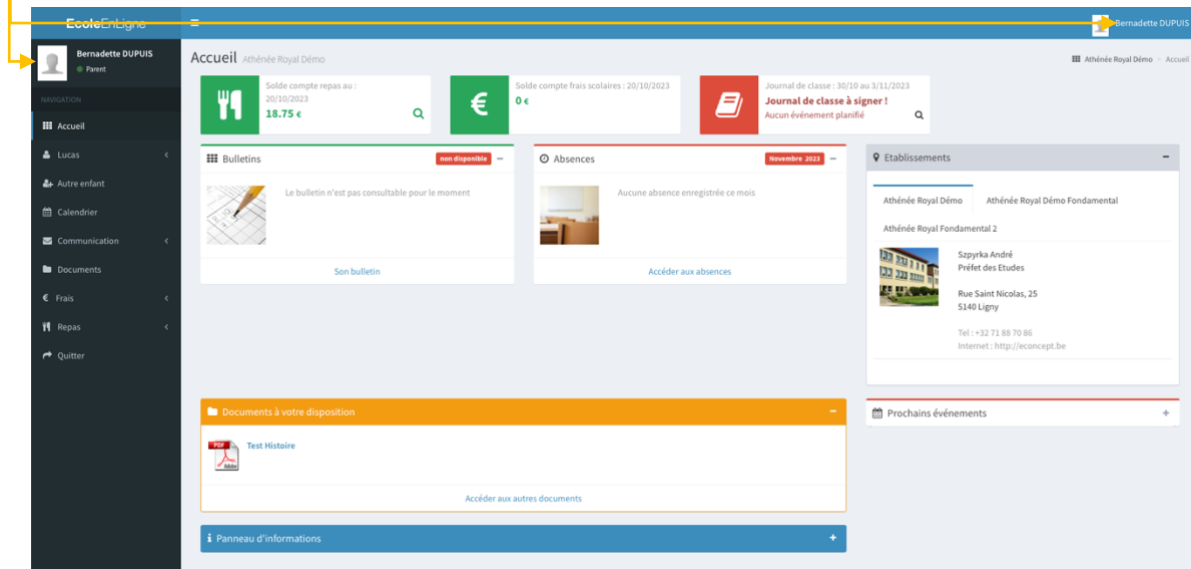 EcoleEnLigne
Bernadette DUPUIS
Bernadette DUPUIS
Parent
NAVIGATION
Accueil
Lucas
Autre enfant
Calendrier
Communication
Documents
€ Frais
Repas
Quitter
Accueil Athénée Royal Démo
Athénée Royal Démo > Accueil
Solde compte repas au :
20/10/2023
18.75 €
€
Solde compte frais scolaires : 20/10/2023
0 €
Journal de classe : 30/10 au 3/11/2023
Journal de classe à signer !
Aucun événement planifié
Bulletins
non disponible
Le bulletin n'est pas consultable pour le moment
Son bulletin
Absences
Novembre 2023
Aucune absence enregistrée ce mois
Accéder aux absences
Etablissements
Athénée Royal Démo
Athénée Royal Démo Fondamental
Athénée Royal Fondamental 2
Szpyrka André
Préfet des Etudes
Rue Saint Nicolas, 25
5140 Ligny
Tel : +32 71 88 70 86
Internet : http://econcept.be
Documents à votre disposition
PDF
Adobe
Test Histoire
Accéder aux autres documents
Prochains événements
Panneau d'informations